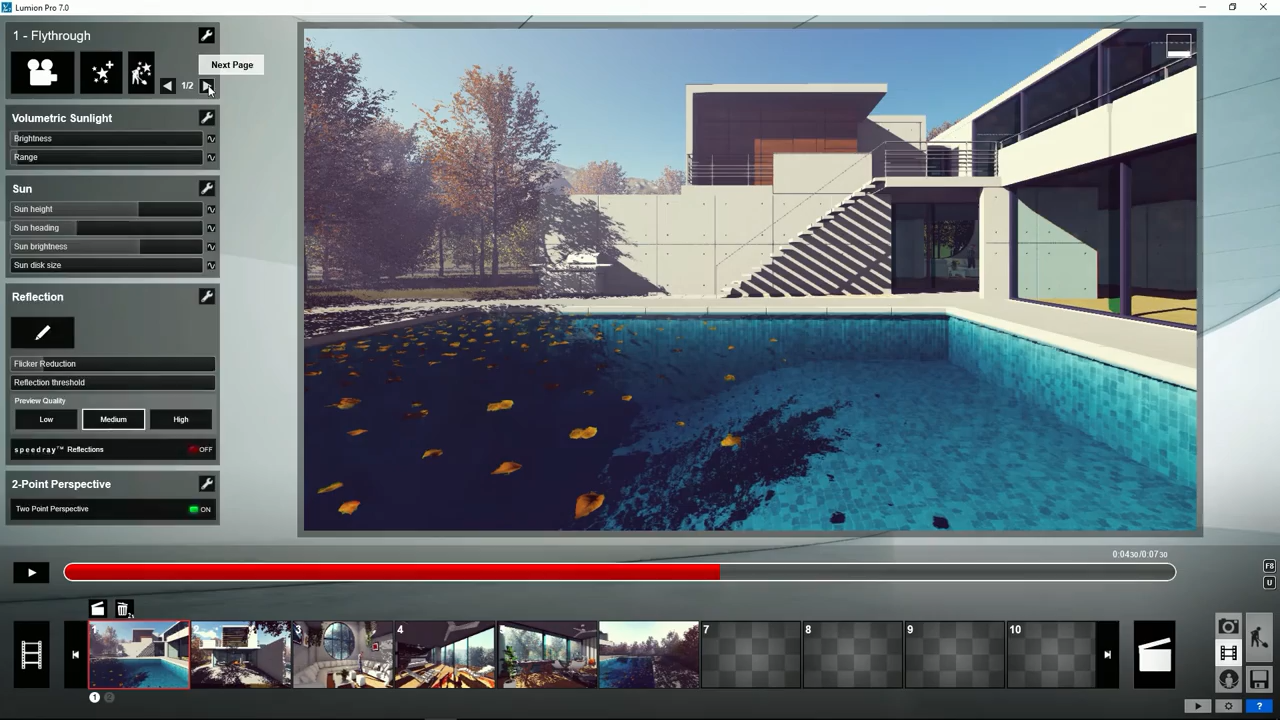 Lumion Pro 7.0
1 - Flythrough
Next Page
1/2
Volumetric Sunlight
Brightness
Range
Sun
Sun height
Sun heading
Sun brightness
Sun disk size
Reflection
Flicker Reduction
Reflection threshold
Preview Quality
Low Medium High
speedray™ Reflections OFF
2-Point Perspective
Two Point Perspective ON
0:04 30/0:07 30
F8
U
1 2 3 4 7 8 9 10
1 2
?